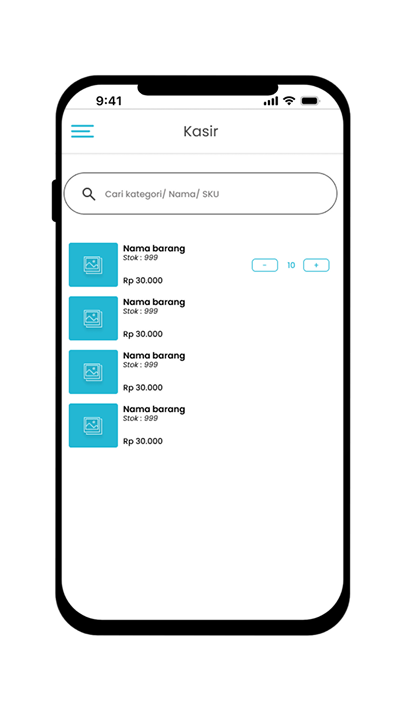 9:41
Kasir
Cari kategori/ Nama/ SKU
Nama barang
Stok : 999
- 10 +
Rp 30.000
Nama barang
Stok : 999
Rp 30.000
Nama barang
Stok : 999
Rp 30.000
Nama barang
Stok : 999
Rp 30.000